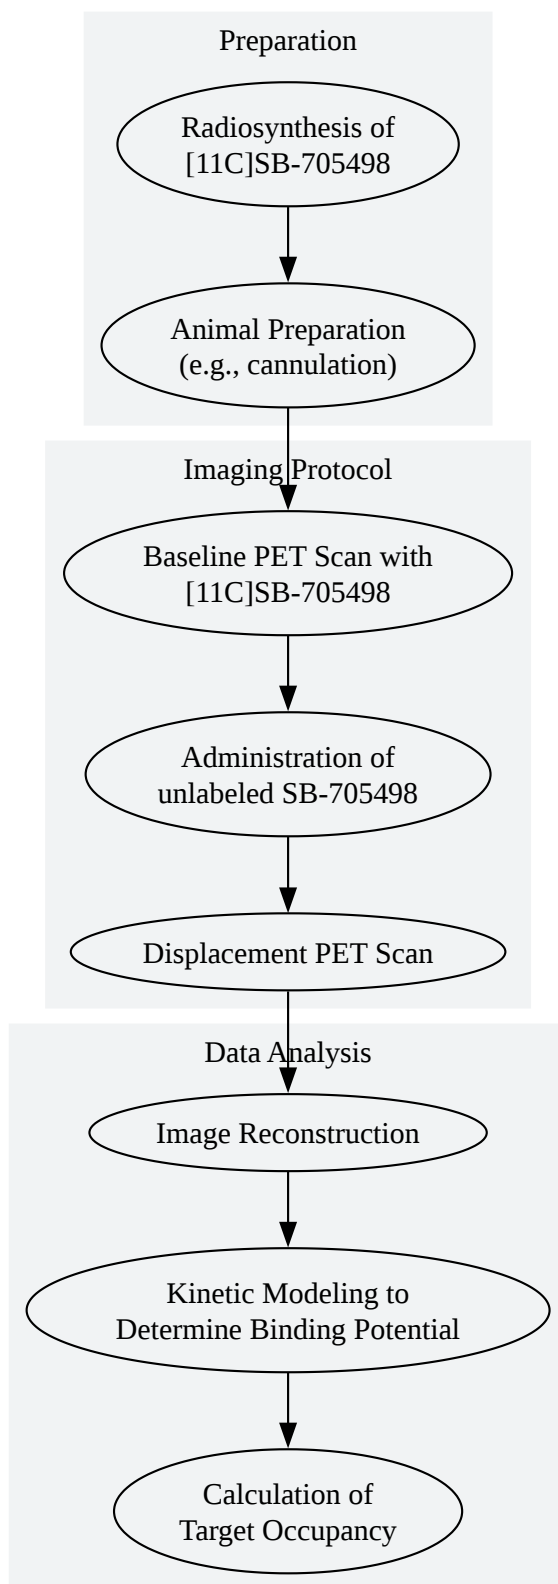 Preparation
Radiosynthesis of
[11C]SB-705498
Animal Preparation
(e.g., cannulation)
Imaging Protocol
Baseline PET Scan with
[11C]SB-705498
Administration of
unlabeled SB-705498
Displacement PET Scan
Data Analysis
Image Reconstruction
Kinetic Modeling to
Determine Binding Potential
Calculation of
Target Occupancy